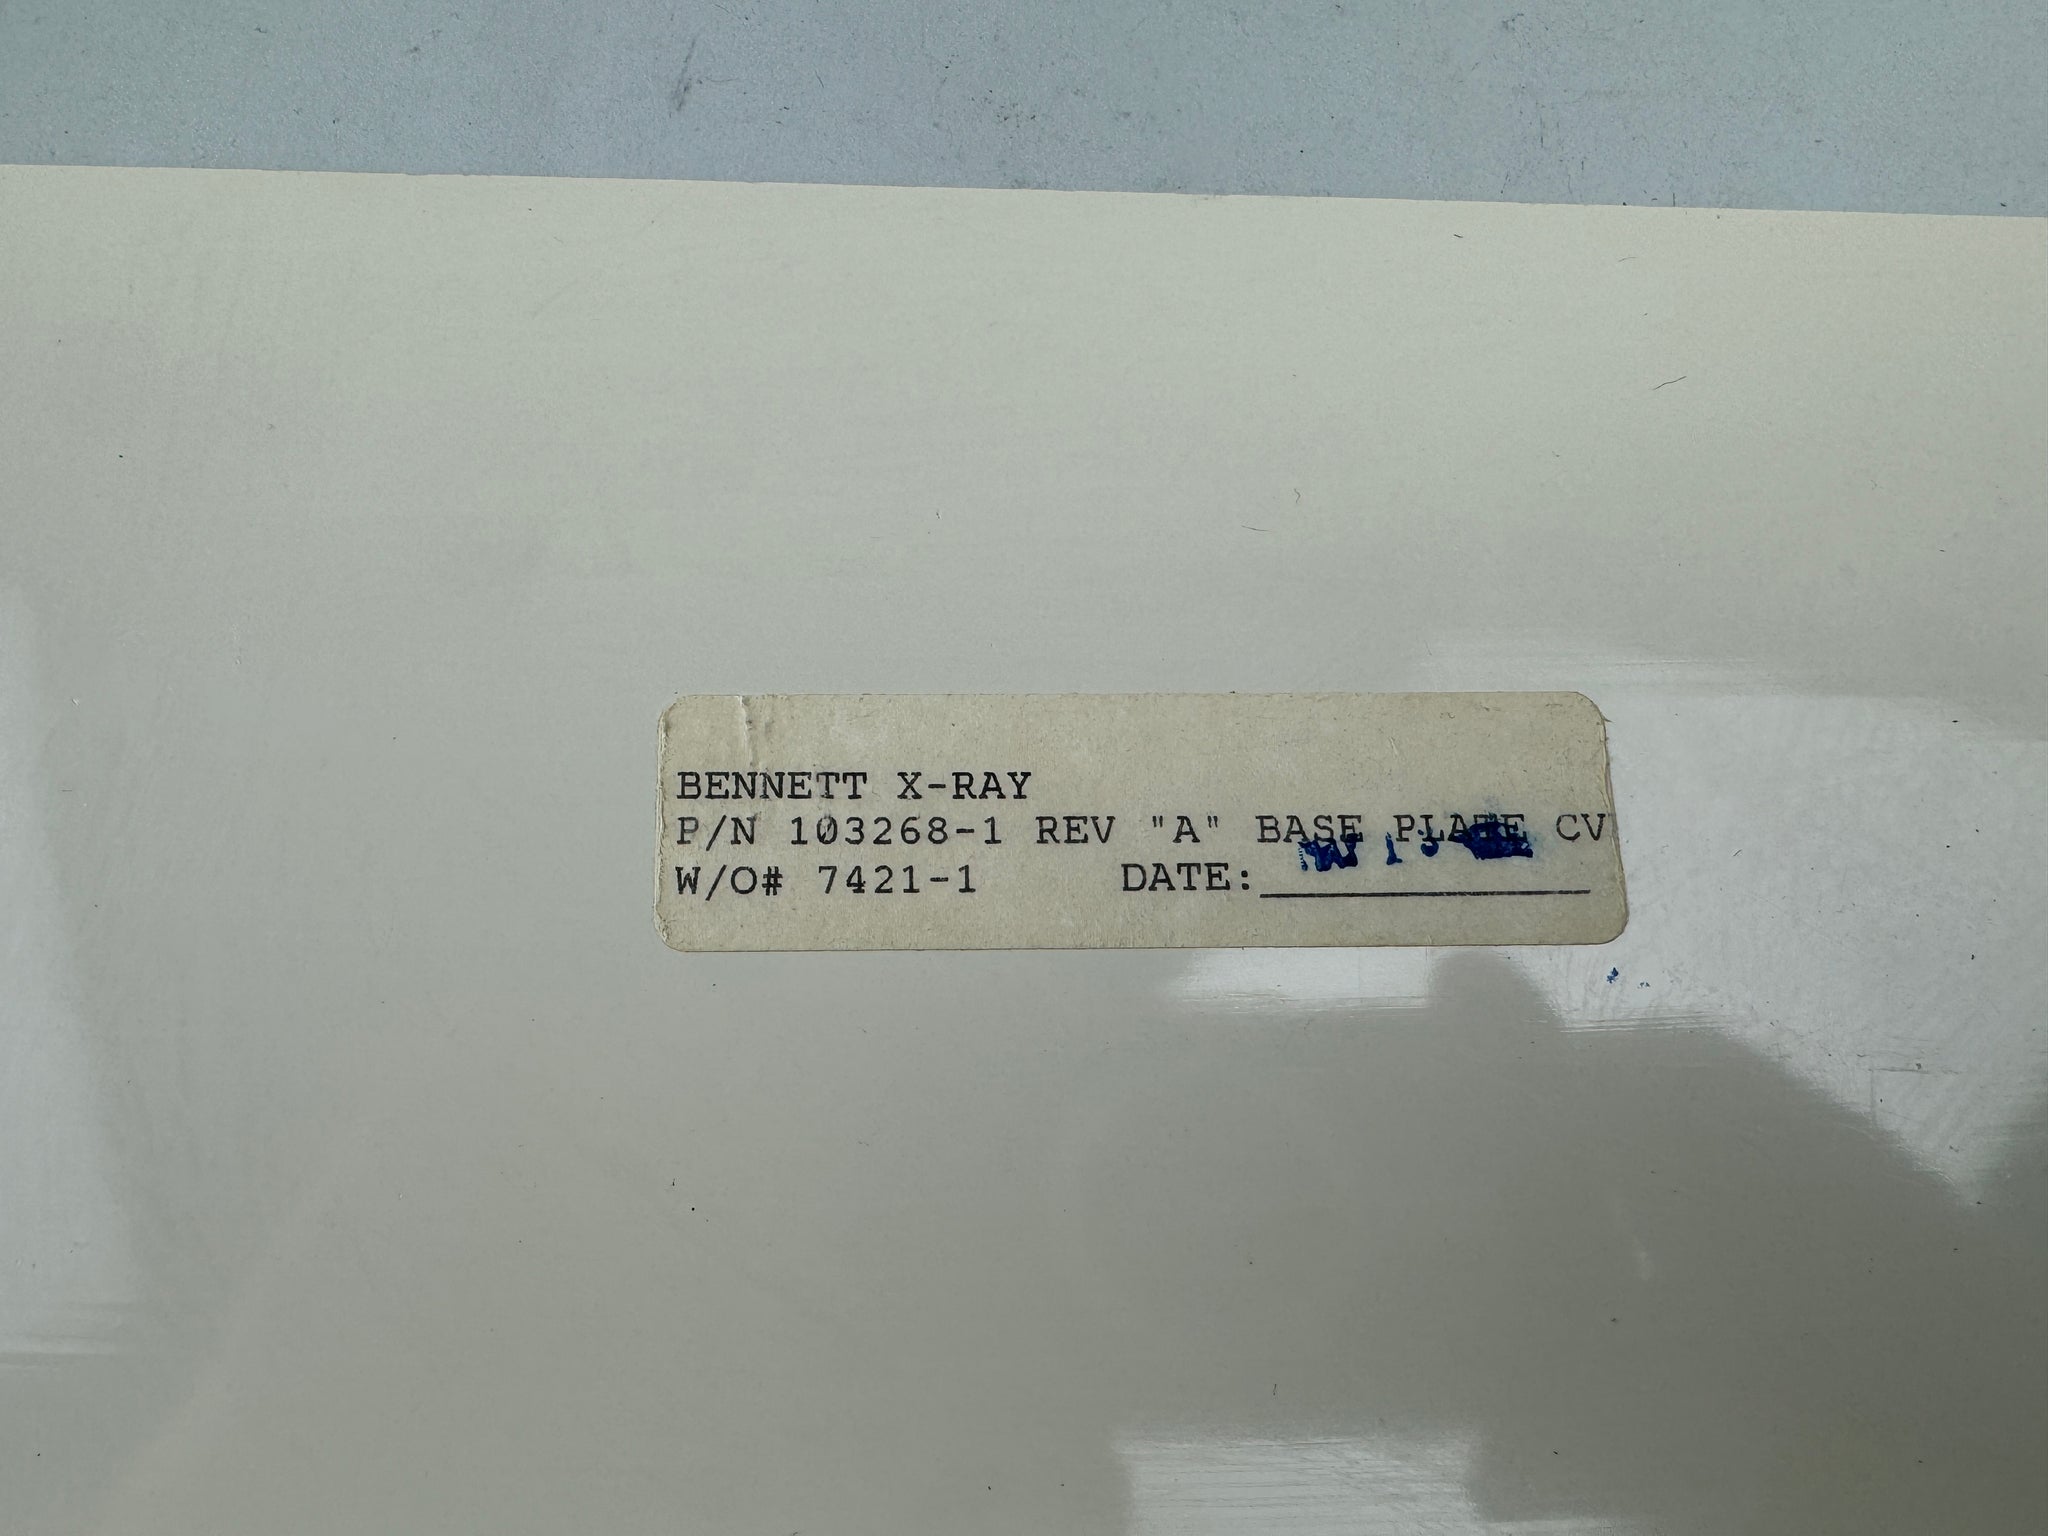 BENNETT X-RAY
P/N 103268-1 REV "A" BASE PLATE CV
W/O# 7421-1 DATE: